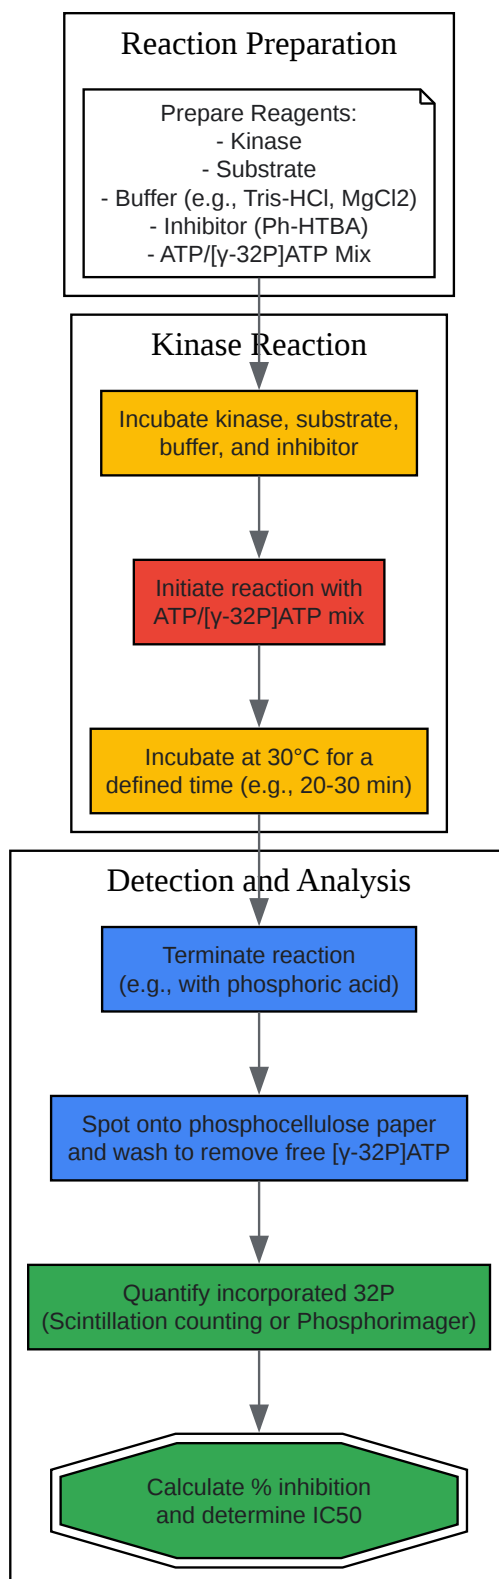 Reaction Preparation
Prepare Reagents:
- Kinase
- Substrate
- Buffer (e.g., Tris-HCl, MgCl2)
- Inhibitor (Ph-HTBA)
- ATP/[γ-32P]ATP Mix
Kinase Reaction
Incubate kinase, substrate,
buffer, and inhibitor
Initiate reaction with
ATP/[γ-32P]ATP mix
Incubate at 30°C for a
defined time (e.g., 20-30 min)
Detection and Analysis
Terminate reaction
(e.g., with phosphoric acid)
Spot onto phosphocellulose paper
and wash to remove free [γ-32P]ATP
Quantify incorporated 32P
(Scintillation counting or Phosphorimager)
Calculate % inhibition
and determine IC50